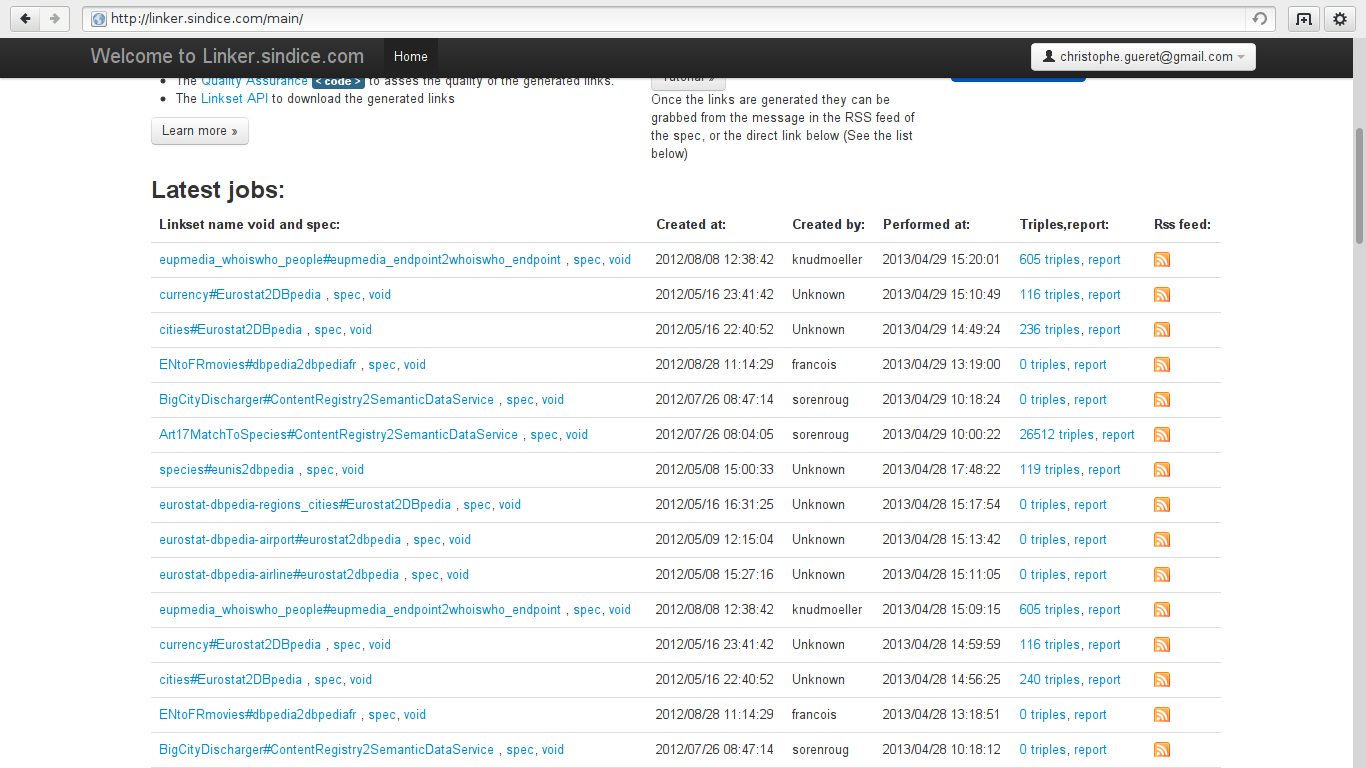 http://linker.sindice.com/main/
Welcome to Linker.sindice.com Home christophe.gueret@gmail.com
The Quality Assurance < code > to asses the quality of the generated links.
The Linkset API to download the generated links
Learn more »
Tutorial »
Once the links are generated they can be
grabbed from the message in the RSS feed of
the spec, or the direct link below (See the list
below)
Latest jobs:
Linkset name void and spec: Created at: Created by: Performed at: Triples,report: Rss feed:
eupmedia_whoiswho_people#eupmedia_endpoint2whoiswho_endpoint , spec, void 2012/08/08 12:38:42 knudmoeller 2013/04/29 15:20:01 605 triples, report
currency#Eurostat2DBpedia , spec, void 2012/05/16 23:41:42 Unknown 2013/04/29 15:10:49 116 triples, report
cities#Eurostat2DBpedia , spec, void 2012/05/16 22:40:52 Unknown 2013/04/29 14:49:24 236 triples, report
ENtoFRmovies#dbpedia2dbpediafr , spec, void 2012/08/28 11:14:29 francois 2013/04/29 13:19:00 0 triples, report
BigCityDischarger#ContentRegistry2SemanticDataService , spec, void 2012/07/26 08:47:14 sorenroug 2013/04/29 10:18:24 0 triples, report
Art17MatchToSpecies#ContentRegistry2SemanticDataService , spec, void 2012/07/26 08:04:05 sorenroug 2013/04/29 10:00:22 26512 triples, report
species#eunis2dbpedia , spec, void 2012/05/08 15:00:33 Unknown 2013/04/28 17:48:22 119 triples, report
eurostat-dbpedia-regions_cities#Eurostat2DBpedia , spec, void 2012/05/16 16:31:25 Unknown 2013/04/28 15:17:54 0 triples, report
eurostat-dbpedia-airport#eurostat2dbpedia , spec, void 2012/05/09 12:15:04 Unknown 2013/04/28 15:13:42 0 triples, report
eurostat-dbpedia-airline#eurostat2dbpedia , spec, void 2012/05/08 15:27:16 Unknown 2013/04/28 15:11:05 0 triples, report
eupmedia_whoiswho_people#eupmedia_endpoint2whoiswho_endpoint , spec, void 2012/08/08 12:38:42 knudmoeller 2013/04/28 15:09:15 605 triples, report
currency#Eurostat2DBpedia , spec, void 2012/05/16 23:41:42 Unknown 2013/04/28 14:59:59 116 triples, report
cities#Eurostat2DBpedia , spec, void 2012/05/16 22:40:52 Unknown 2013/04/28 14:56:25 240 triples, report
ENtoFRmovies#dbpedia2dbpediafr , spec, void 2012/08/28 11:14:29 francois 2013/04/28 13:18:51 0 triples, report
BigCityDischarger#ContentRegistry2SemanticDataService , spec, void 2012/07/26 08:47:14 sorenroug 2013/04/28 10:18:12 0 triples, report